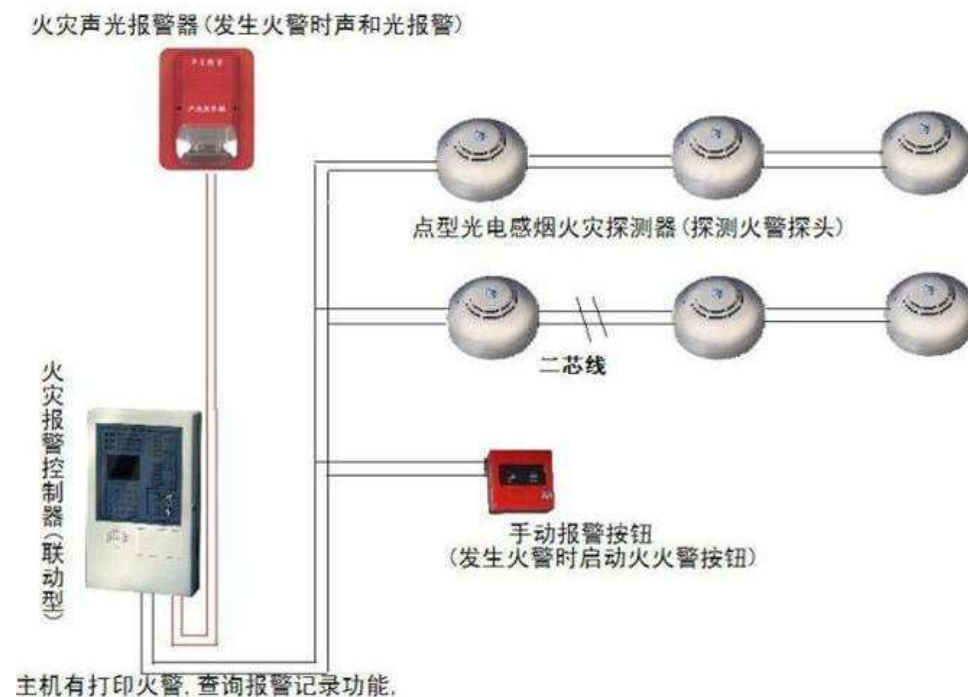 火灾声光报警器(发生火警时声和光报警)
点型光电感烟火灾探测器(探测火警探头)
二芯线
火灾报警控制器(联动型)
手动报警按钮
(发生火警时启动火火警按钮)
主机有打印火警,查询报警记录功能,